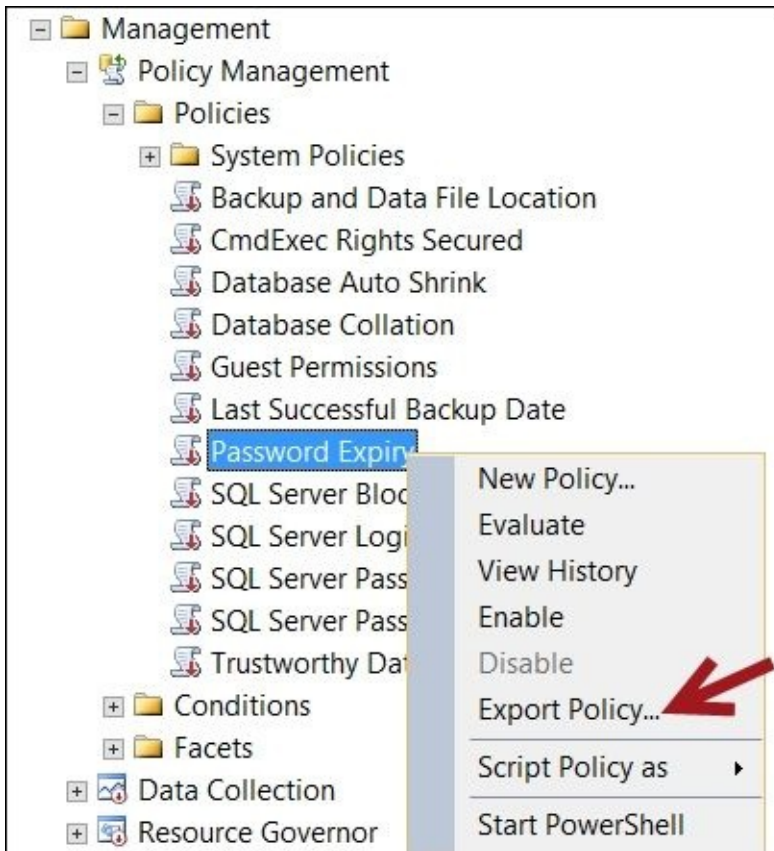 Management
Policy Management
Policies
System Policies
Backup and Data File Location
CmdExec Rights Secured
Database Auto Shrink
Database Collation
Guest Permissions
Last Successful Backup Date
Password Expiry
SQL Server Bloc
SQL Server Logi
SQL Server Pass
SQL Server Pass
Trustworthy Dat
Conditions
Facets
Data Collection
Resource Governor
New Policy...
Evaluate
View History
Enable
Disable
Export Policy...
Script Policy as
Start PowerShell